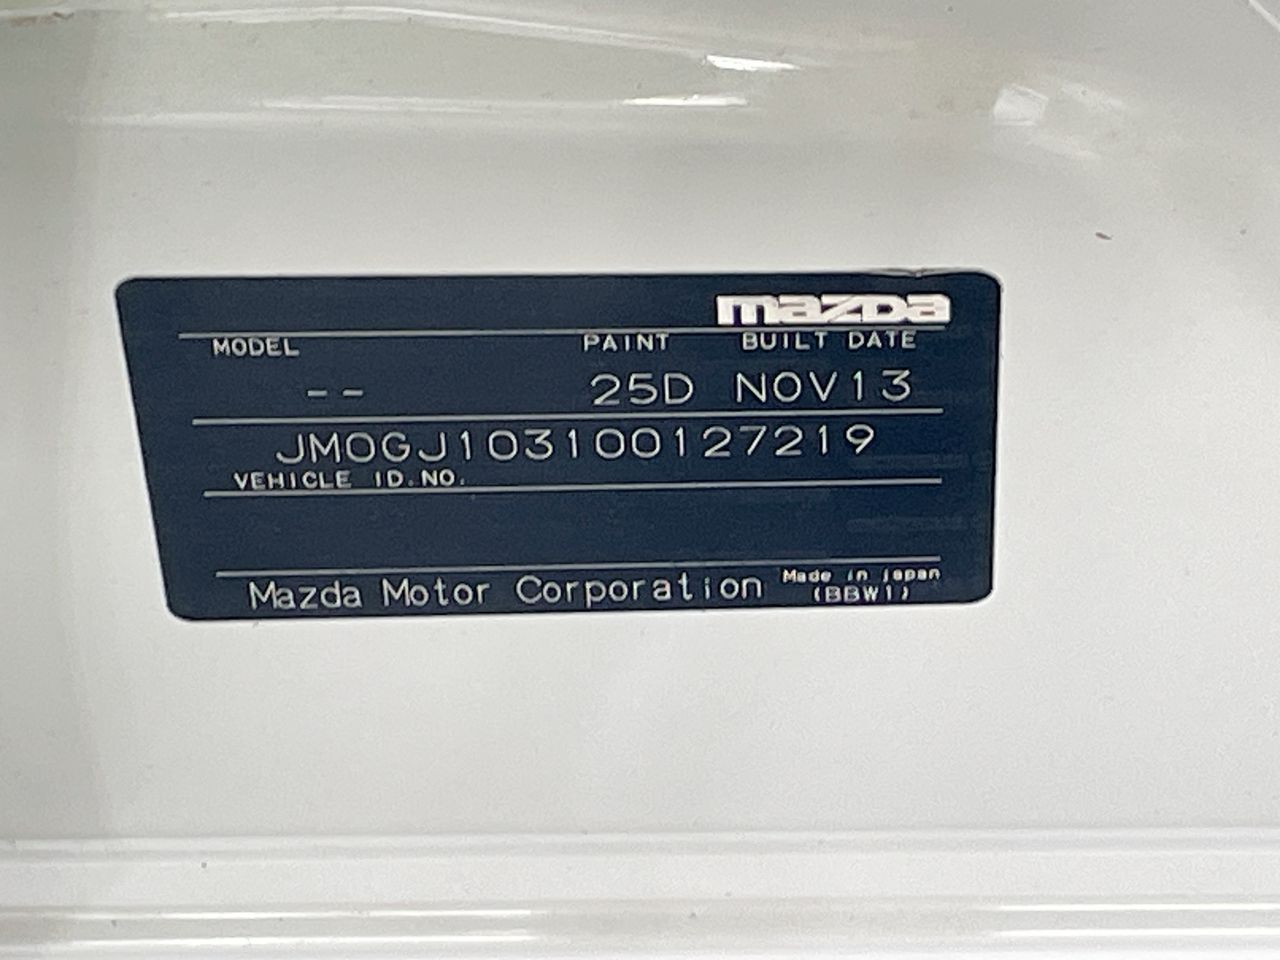 mazda
MODEL PAINT BUILT DATE
-- 25D NOV13
JM0GJ103100127219
VEHICLE ID.NO.
Mazda Motor Corporation Made in Japan
(BBW1)